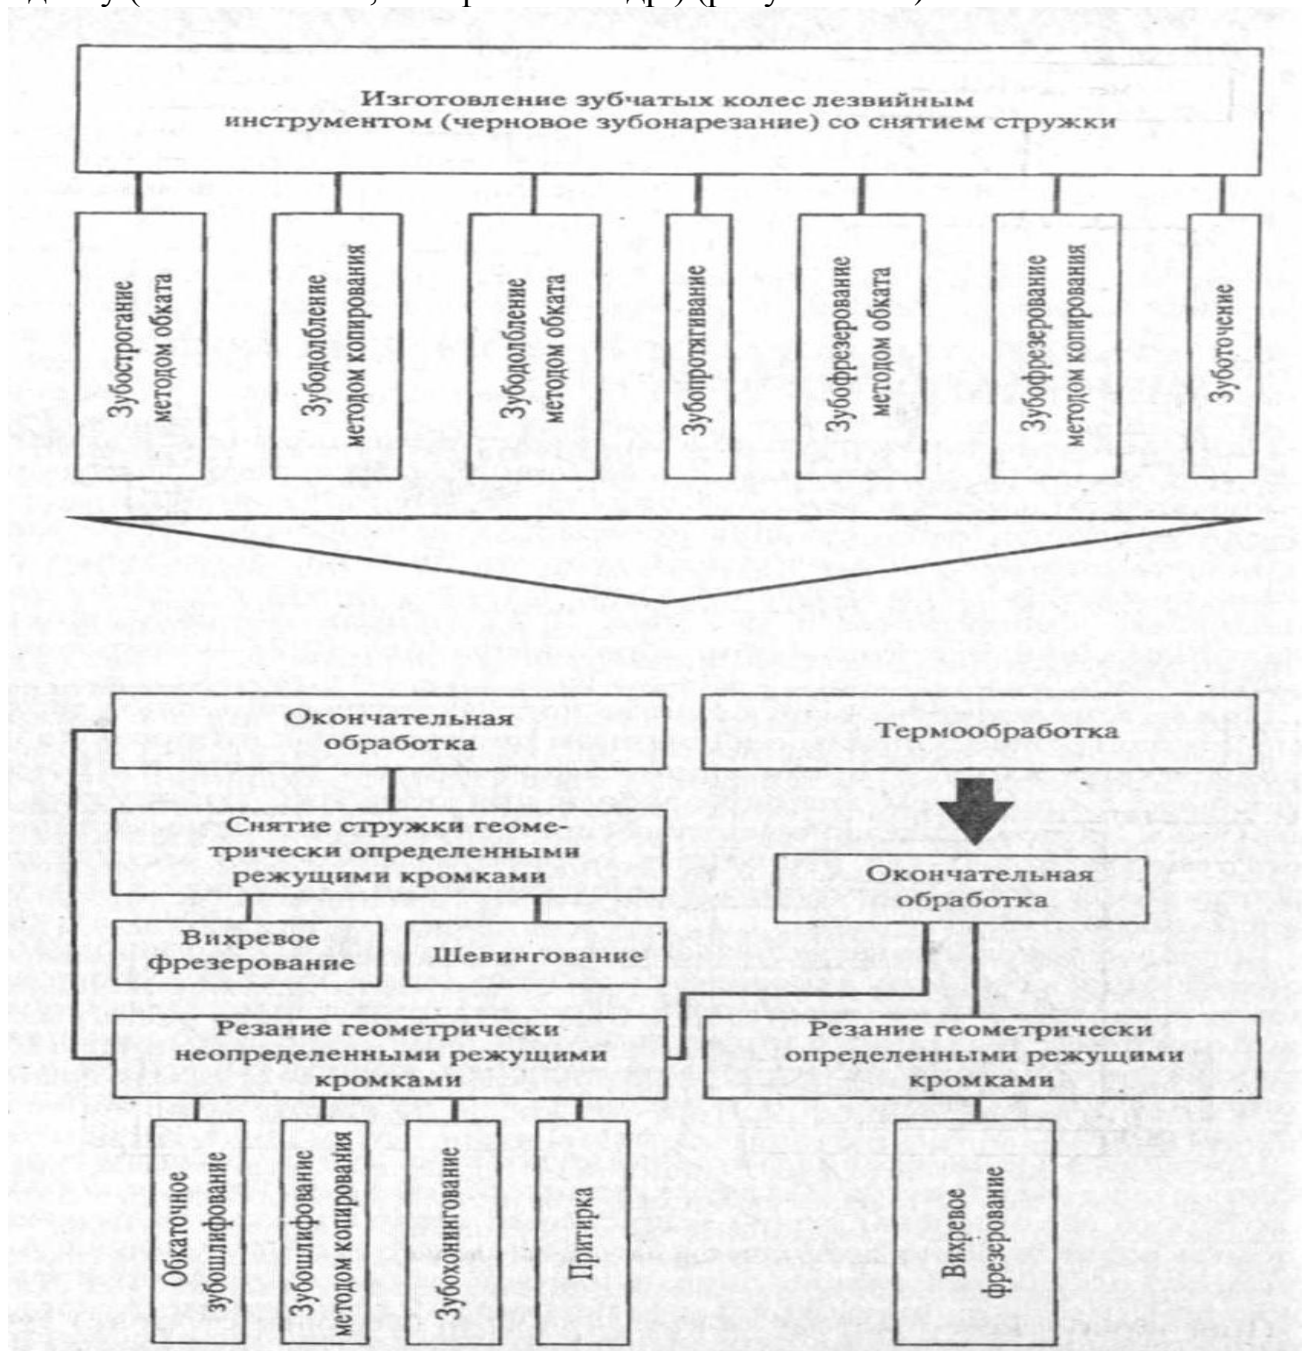 Изготовление зубчатых колес лезвийным
инструментом (черновое зубонарезание) со снятием стружки
Зубострогание
методом обката
Зубодолбление
методом копирования
Зубодолбление
методом обката
Зубопротягивание
Зубофрезерование
методом обката
Зубофрезерование
методом копирования
Зуботочение
Окончательная
обработка
Термообработка
Снятие стружки геоме-
трически определенными
режущими кромками
Окончательная
обработка
Вихревое
фрезерование
Шевингование
Резание геометрически
неопределенными режущими
кромками
Резание геометрически
определенными режущими
кромками
Обкаточное
зубошлифование
Зубошлифование
методом копирования
Зубохонингование
Притирка
Вихревое
фрезерование